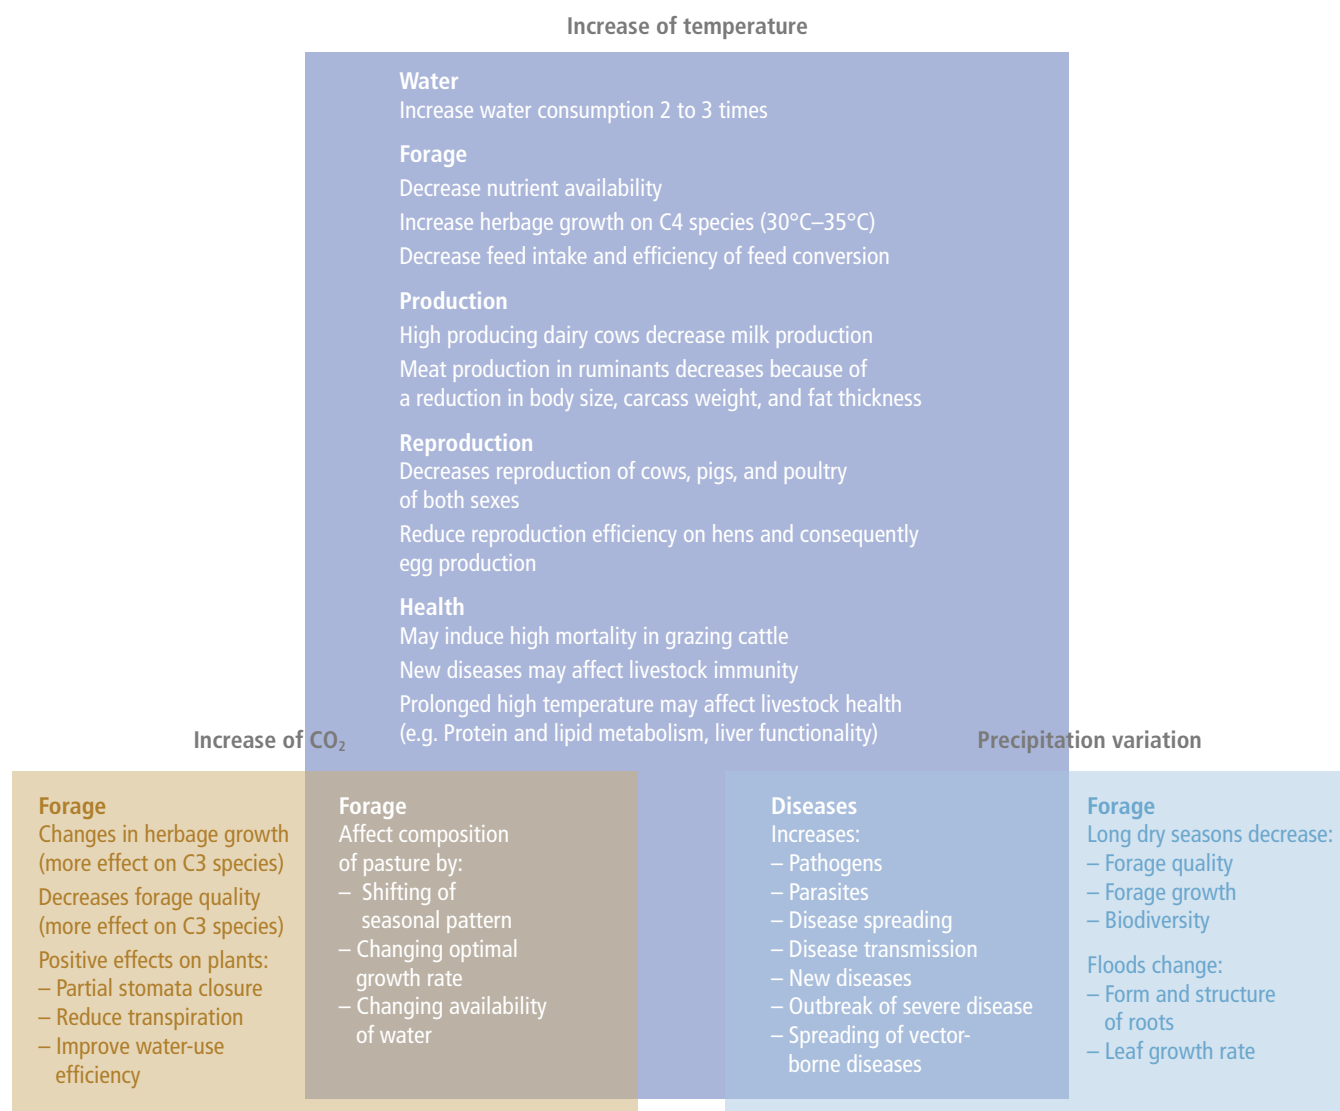 Increase of temperature
Water
Increase water consumption 2 to 3 times
Forage
Decrease nutrient availability
Increase herbage growth on C4 species (30°C–35°C)
Decrease feed intake and efficiency of feed conversion
Production
High producing dairy cows decrease milk production
Meat production in ruminants decreases because of
a reduction in body size, carcass weight, and fat thickness
Reproduction
Decreases reproduction of cows, pigs, and poultry
of both sexes
Reduce reproduction efficiency on hens and consequently
egg production
Health
May induce high mortality in grazing cattle
New diseases may affect livestock immunity
Prolonged high temperature may affect livestock health
(e.g. Protein and lipid metabolism, liver functionality)
Increase of CO₂
Forage
Changes in herbage growth
(more effect on C3 species)
Decreases forage quality
(more effect on C3 species)
Positive effects on plants:
– Partial stomata closure
– Reduce transpiration
– Improve water-use
efficiency
Forage
Affect composition
of pasture by:
– Shifting of
seasonal pattern
– Changing optimal
growth rate
– Changing availability
of water
Precipitation variation
Diseases
Increases:
– Pathogens
– Parasites
– Disease spreading
– Disease transmission
– New diseases
– Outbreak of severe disease
– Spreading of vector-
borne diseases
Forage
Long dry seasons decrease:
– Forage quality
– Forage growth
– Biodiversity
Floods change:
– Form and structure
of roots
– Leaf growth rate